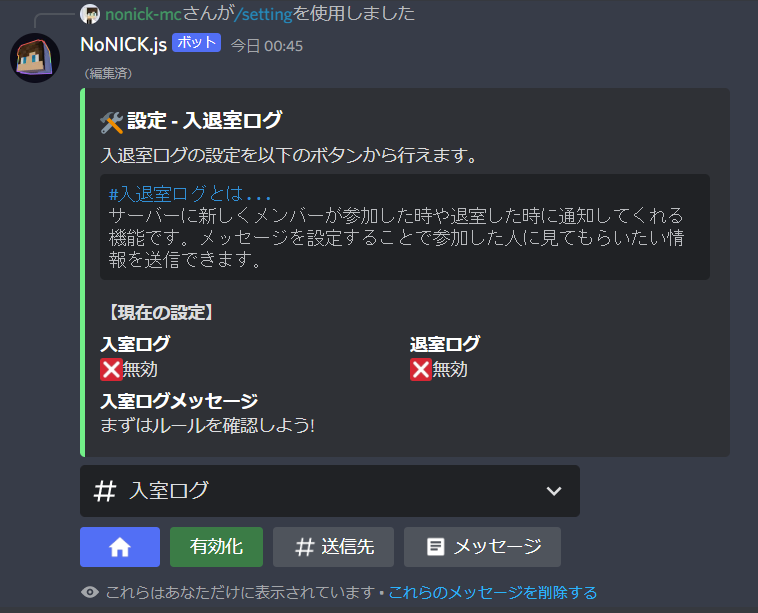 nonick-mcさんが/settingを使用しました
NoNICK.js ボット 今日 00:45
(編集済)
設定 - 入退室ログ
入退室ログの設定を以下のボタンから行えます。
#入退室ログとは...
サーバーに新しくメンバーが参加した時や退室した時に通知してくれる
機能です。メッセージを設定することで参加した人に見てもらいたい情
報を送信できます。
【現在の設定】
入室ログ 退室ログ
無効 無効
入室ログメッセージ
まずはルールを確認しよう!
# 入室ログ
有効化 # 送信先 メッセージ
これらはあなただけに表示されています • これらのメッセージを削除する